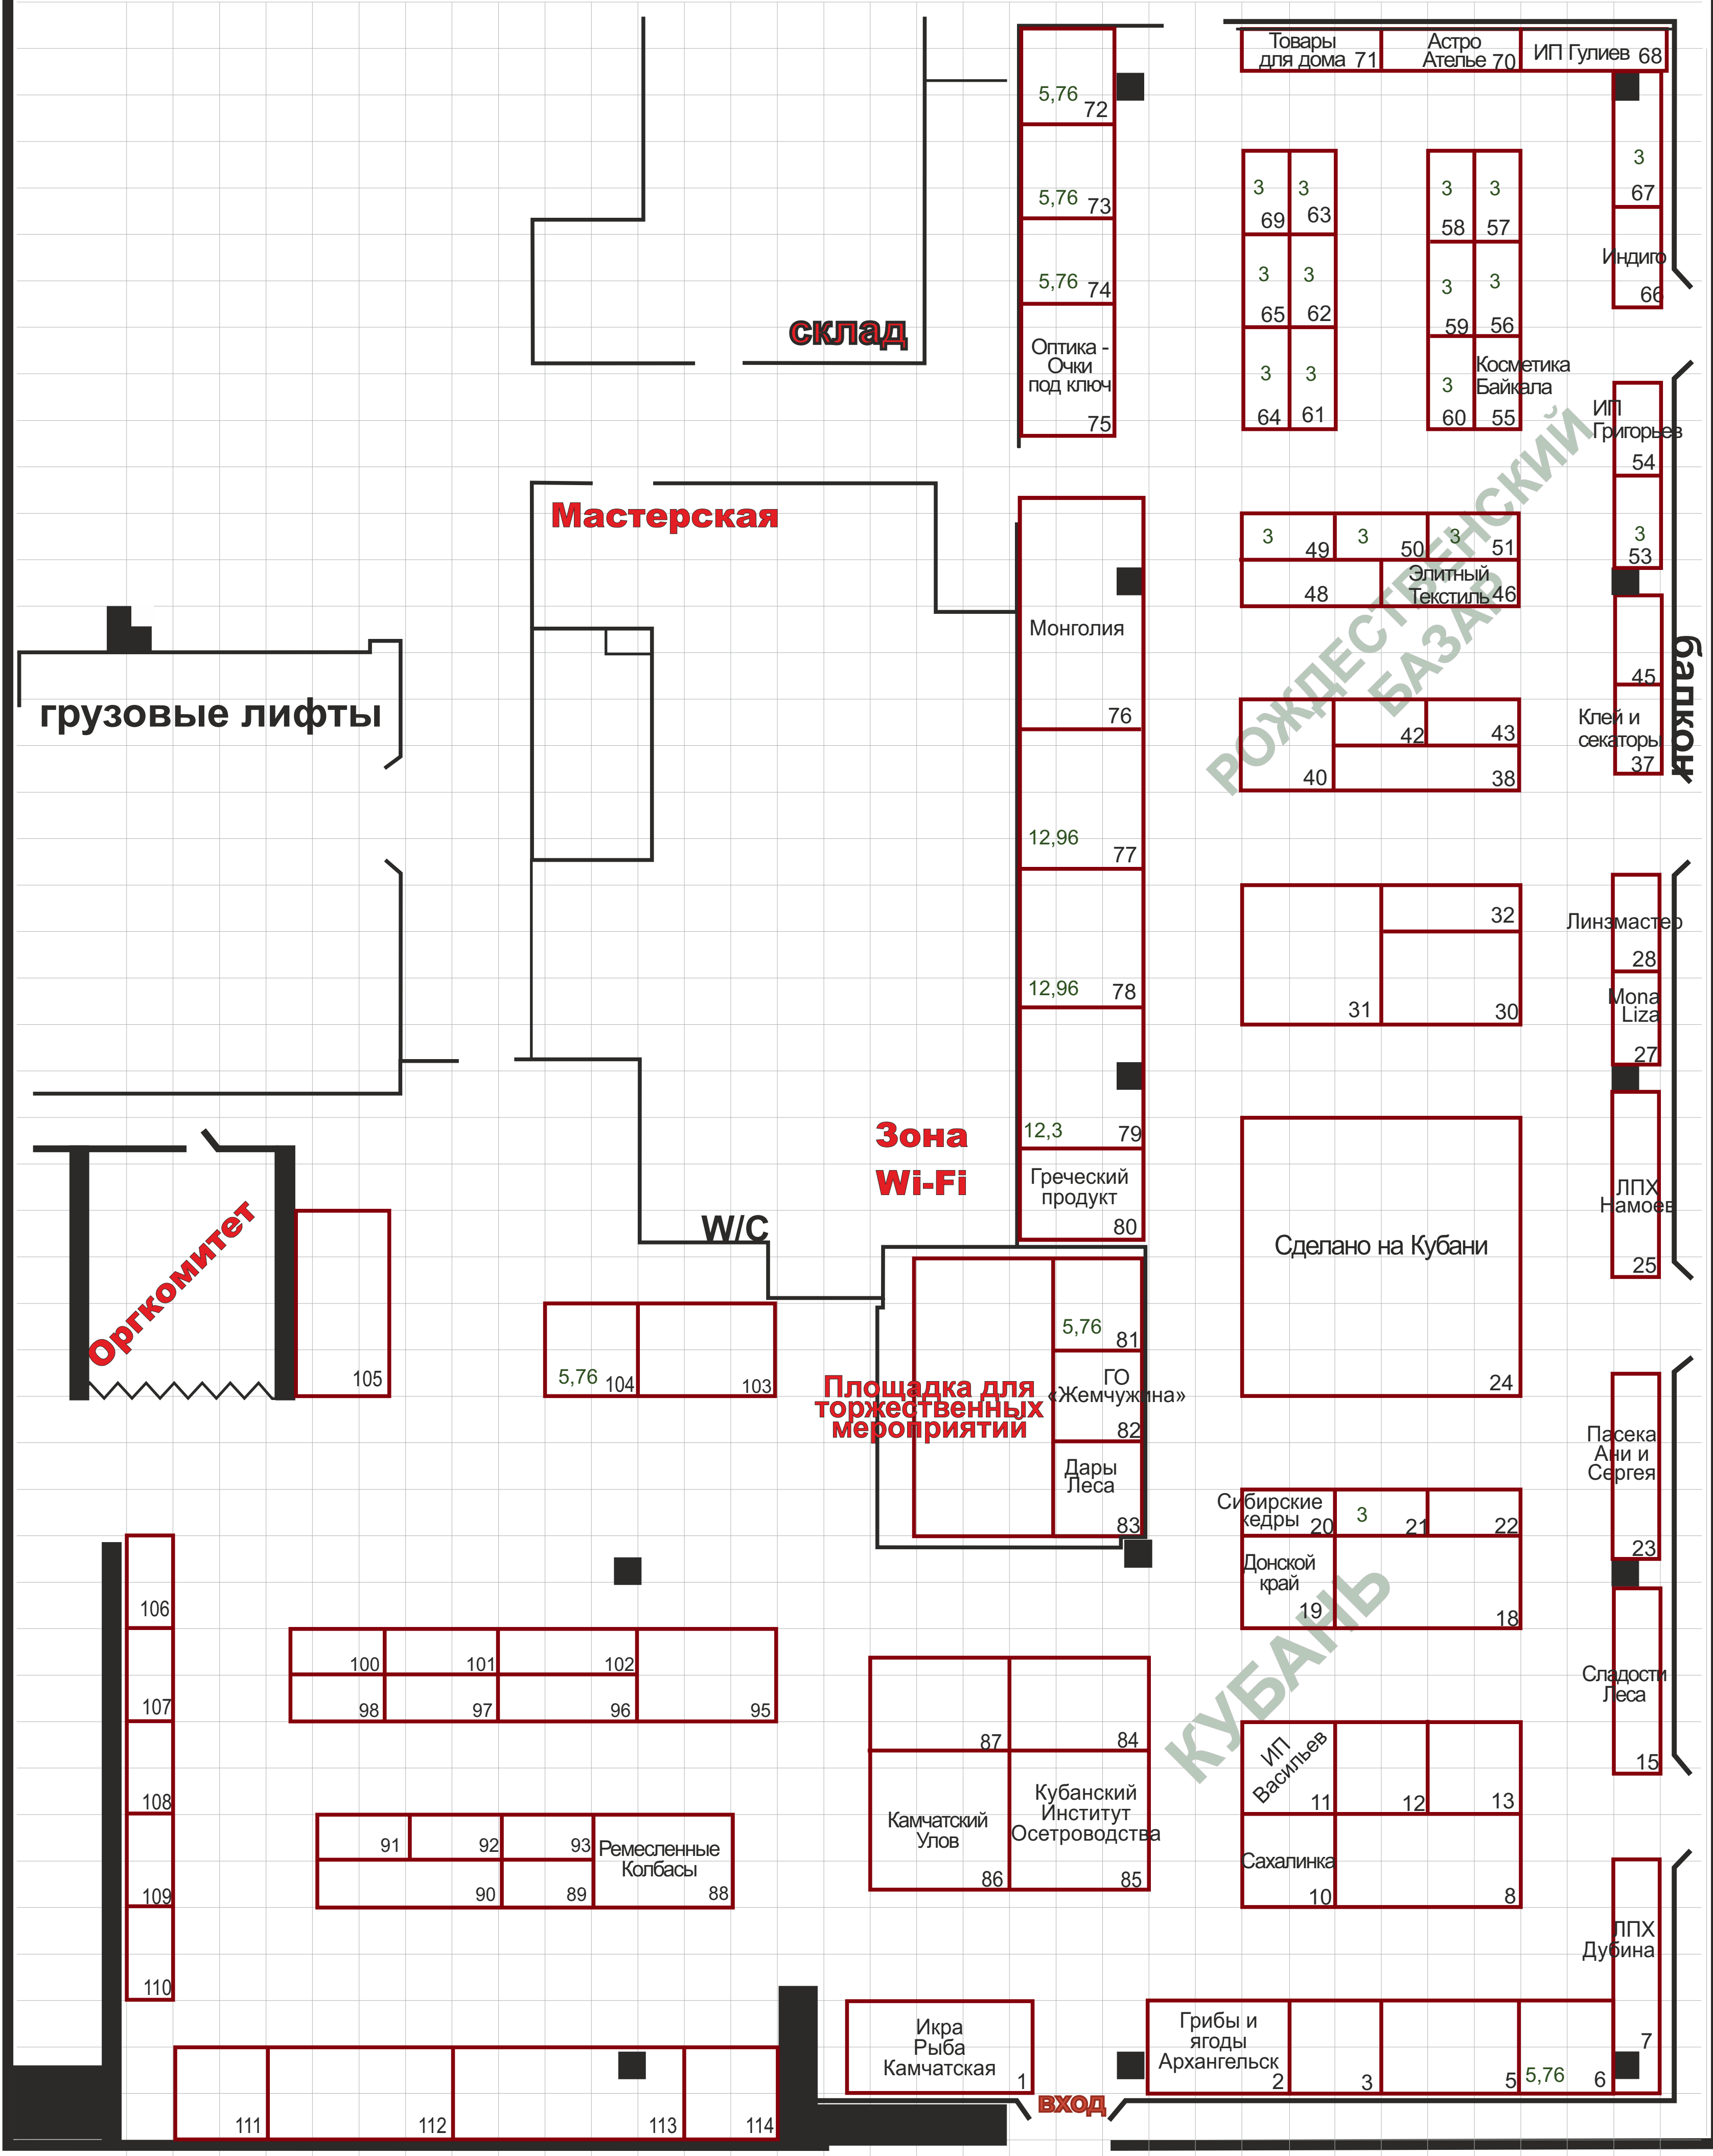 Товары
для дома 71
Астро
Ателье 70
ИП Гулиев 68
5,76
72
3
67
5,76 73
3
69
3
63
3
58
3
57
Индиго
66
5,76 74
3
65
3
62
3
59
3
56
склад
Оптика -
Очки
под ключ
75
3
64
3
61
3
60
Косметика
Байкала
55
ИП
Григорьев
54
РОЖДЕСТВЕНСКИЙ
БАЗАР
Мастерская
3
49
3
50
3
51
3
53
48
Элитный
Текстиль 46
Монголия
76
45
балкон
грузовые лифты
42
43
Клей и
секаторы
37
40
38
12,96
77
32
Линзмастер
28
12,96 78
31
30
Mona
Liza
27
Зона
Wi-Fi
12,3
79
Греческий
продукт
80
ЛПХ
Намоев
25
W/C
Сделано на Кубани
24
Оргкомитет
105
5,76 104
103
5,76
81
Площадка для
торжественных
мероприятий
ГО
«Жемчужина»
82
Дары
Леса
83
Пасека
Ани и
Сергея
23
Сибирские
кедры 20
3
21
22
Донской
край
19
18
КУБАНЬ
106
107
108
109
110
100
101
102
98
97
96
95
87
84
Сладости
Леса
15
ИП
Васильев
11
12
13
91
92
93
Ремесленные
Колбасы
88
90
89
Камчатский
Улов
86
Кубанский
Институт
Осетроводства
85
Сахалинка
10
8
ЛПХ
Дубина
7
Икра
Рыба
Камчатская
1
Грибы и
ягоды
Архангельск
2
3
5
5,76
6
вход
111
112
113
114